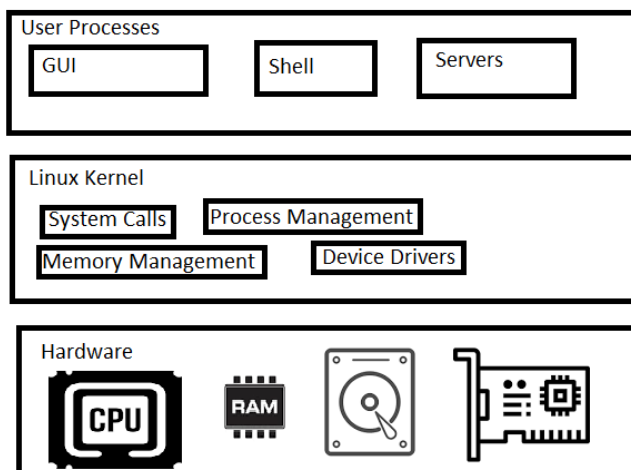 User Processes
GUI
Shell
Servers
Linux Kernel
System Calls
Process Management
Memory Management
Device Drivers
Hardware
CPU
RAM